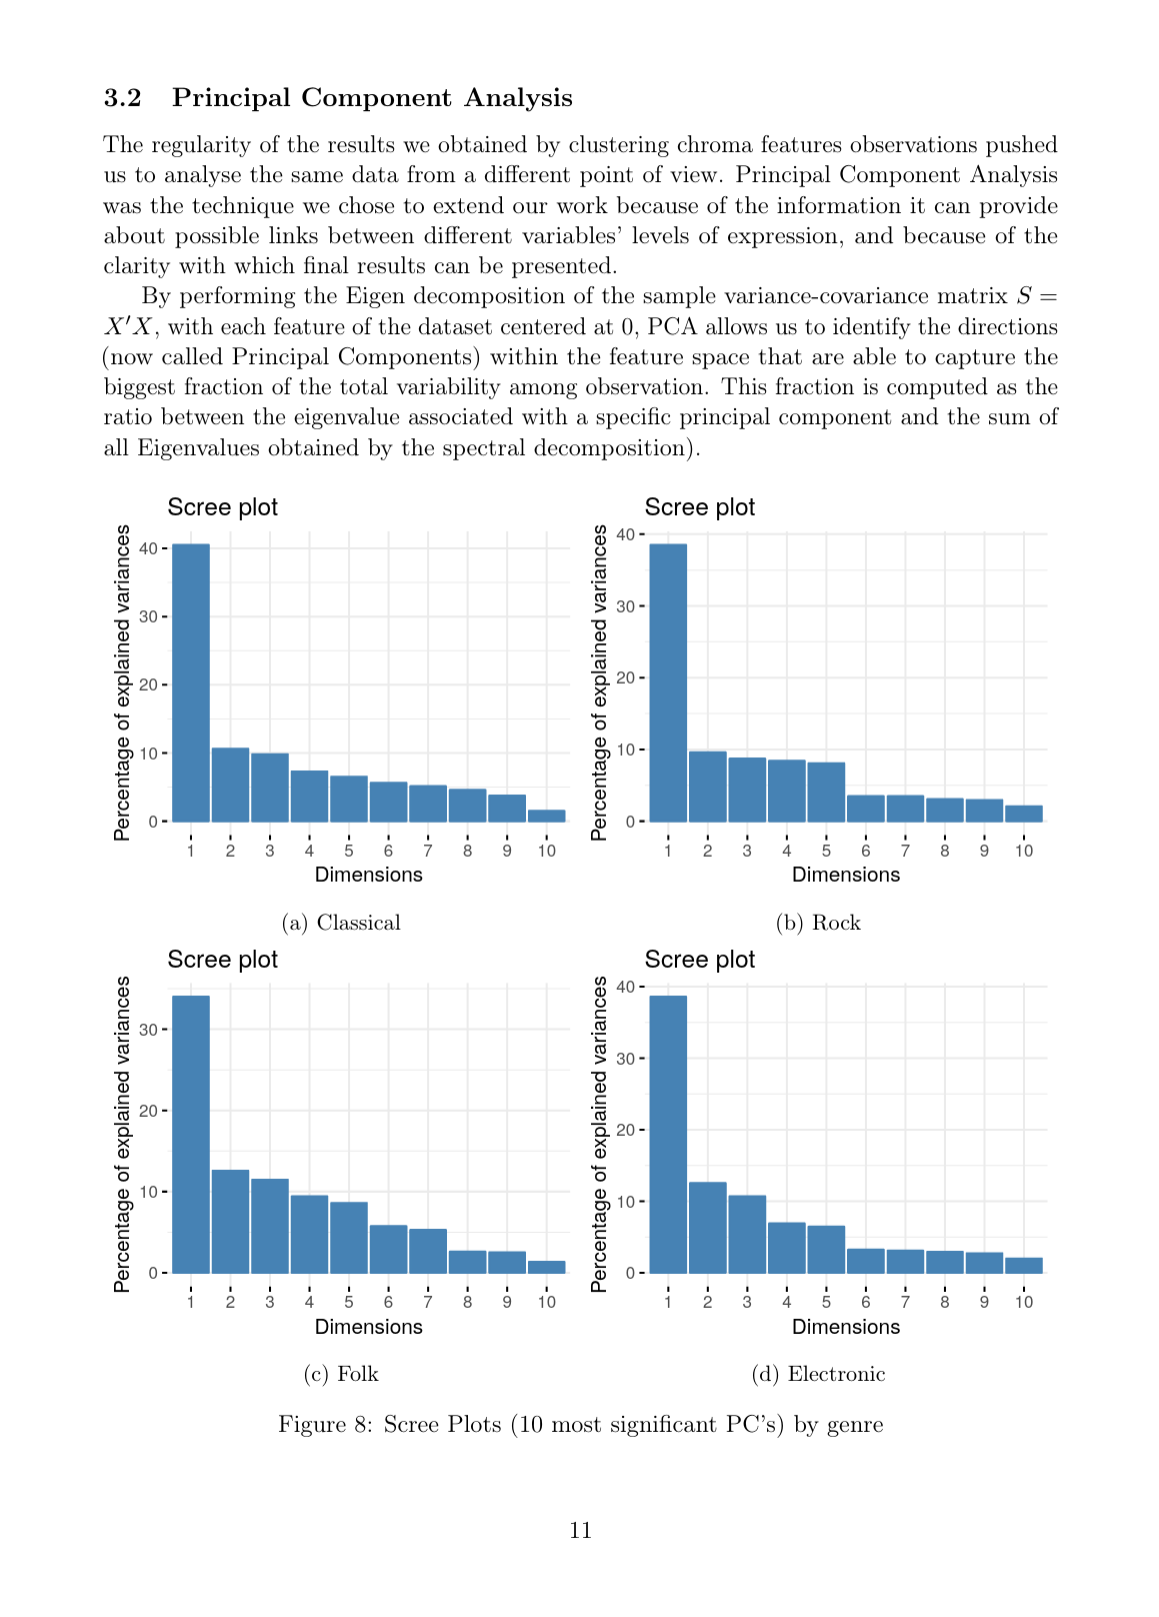 3.2 Principal Component Analysis
The regularity of the results we obtained by clustering chroma features observations pushed
us to analyse the same data from a different point of view. Principal Component Analysis
was the technique we chose to extend our work because of the information it can provide
about possible links between different variables' levels of expression, and because of the
clarity with which final results can be presented.
By performing the Eigen decomposition of the sample variance-covariance matrix S =
X′X, with each feature of the dataset centered at 0, PCA allows us to identify the directions
(now called Principal Components) within the feature space that are able to capture the
biggest fraction of the total variability among observation. This fraction is computed as the
ratio between the eigenvalue associated with a specific principal component and the sum of
all Eigenvalues obtained by the spectral decomposition).
Scree plot
Percentage of explained variances
40
30
20
10
0
1 2 3 4 5 6 7 8 9 10
Dimensions
(a) Classical
Scree plot
Percentage of explained variances
40
30
20
10
0
1 2 3 4 5 6 7 8 9 10
Dimensions
(b) Rock
Scree plot
Percentage of explained variances
30
20
10
0
1 2 3 4 5 6 7 8 9 10
Dimensions
(c) Folk
Scree plot
Percentage of explained variances
40
30
20
10
0
1 2 3 4 5 6 7 8 9 10
Dimensions
(d) Electronic
Figure 8: Scree Plots (10 most significant PC's) by genre
11